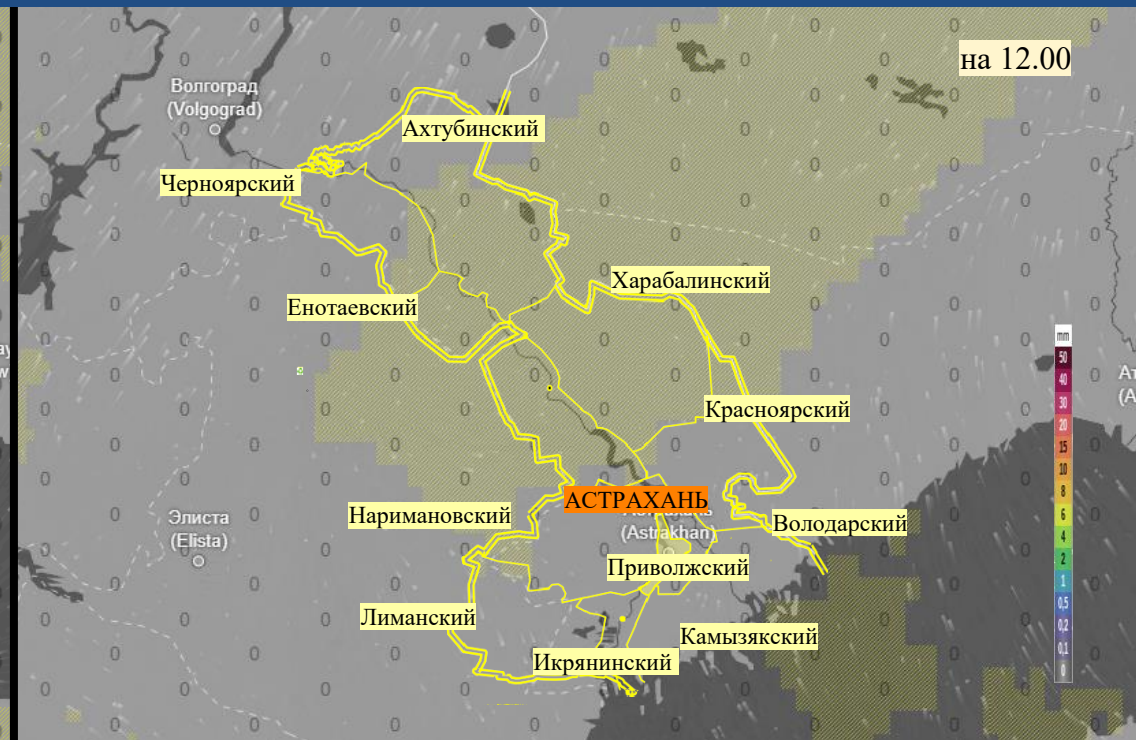 на 12.00
Волгоград
(Volgograd)
Ахтубинский
Черноярский
Харабалинский
Енотаевский
mm
50
40
30
20
15
10
8
6
4
2
1
0,5
0,2
0,1
0
Красноярский
АСТРАХАНЬ
(Astrakhan)
Наримановский
Элиста
(Elista)
Володарский
Приволжский
Лиманский
Камызякский
Икрянинский